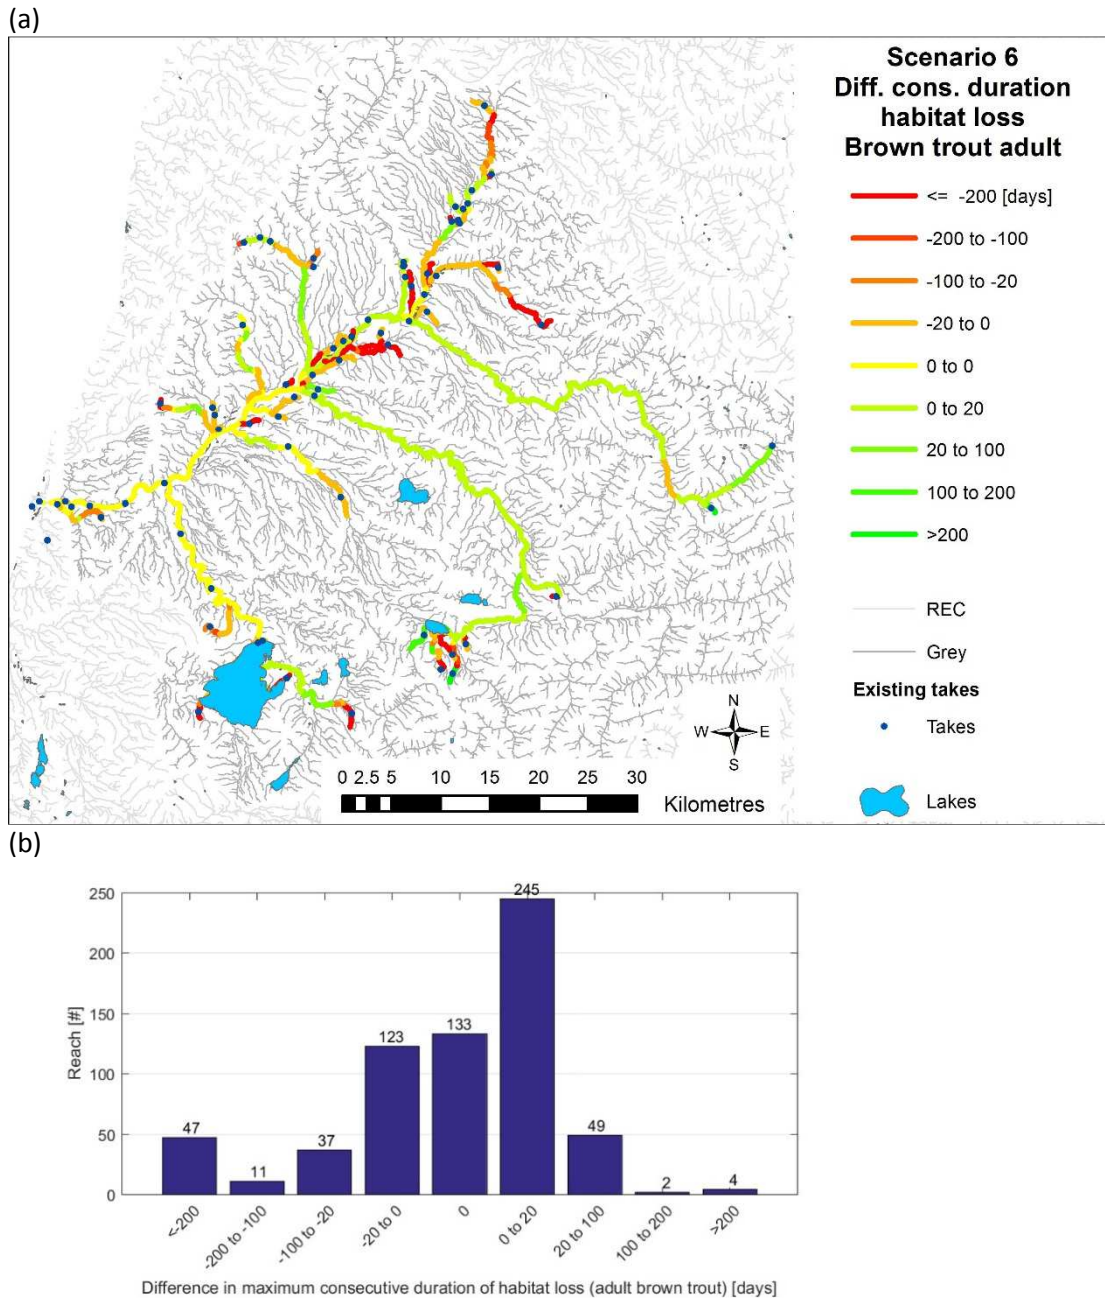 (a)
Scenario 6
Diff. cons. duration
habitat loss
Brown trout adult
<= -200 [days]
-200 to -100
-100 to -20
-20 to 0
0 to 0
0 to 20
20 to 100
100 to 200
>200
REC
Grey
Existing takes
Takes
Lakes
N
W E
S
0 2.5 5 10 15 20 25 30
Kilometres
(b)
250
200
150
100
50
0
Reach [#]
47
11
37
123
133
245
49
2
4
<-200
-200 to -100
-100 to -20
-20 to 0
0
0 to 20
20 to 100
100 to 200
>200
Difference in maximum consecutive duration of habitat loss (adult brown trout) [days]